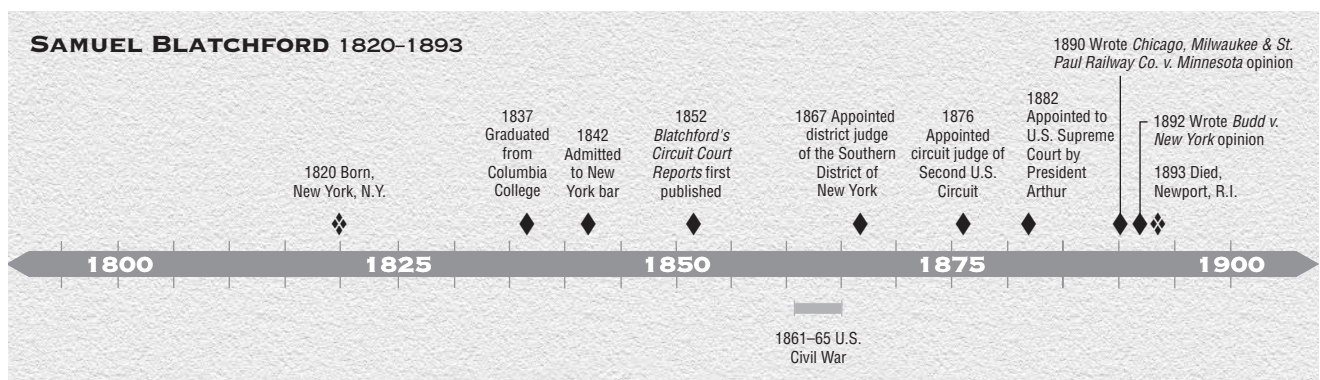 SAMUEL BLATCHFORD 1820–1893
1820 Born,
New York, N.Y.
1837
Graduated
from
Columbia
College
1842
Admitted
to New
York bar
1852
Blatchford's
Circuit Court
Reports first
published
1867 Appointed
district judge
of the Southern
District of
New York
1876
Appointed
circuit judge of
Second U.S.
Circuit
1882
Appointed to
U.S. Supreme
Court by
President
Arthur
1890 Wrote Chicago, Milwaukee & St.
Paul Railway Co. v. Minnesota opinion
1892 Wrote Budd v.
New York opinion
1893 Died,
Newport, R.I.
1800
1825
1850
1875
1900
1861–65 U.S.
Civil War